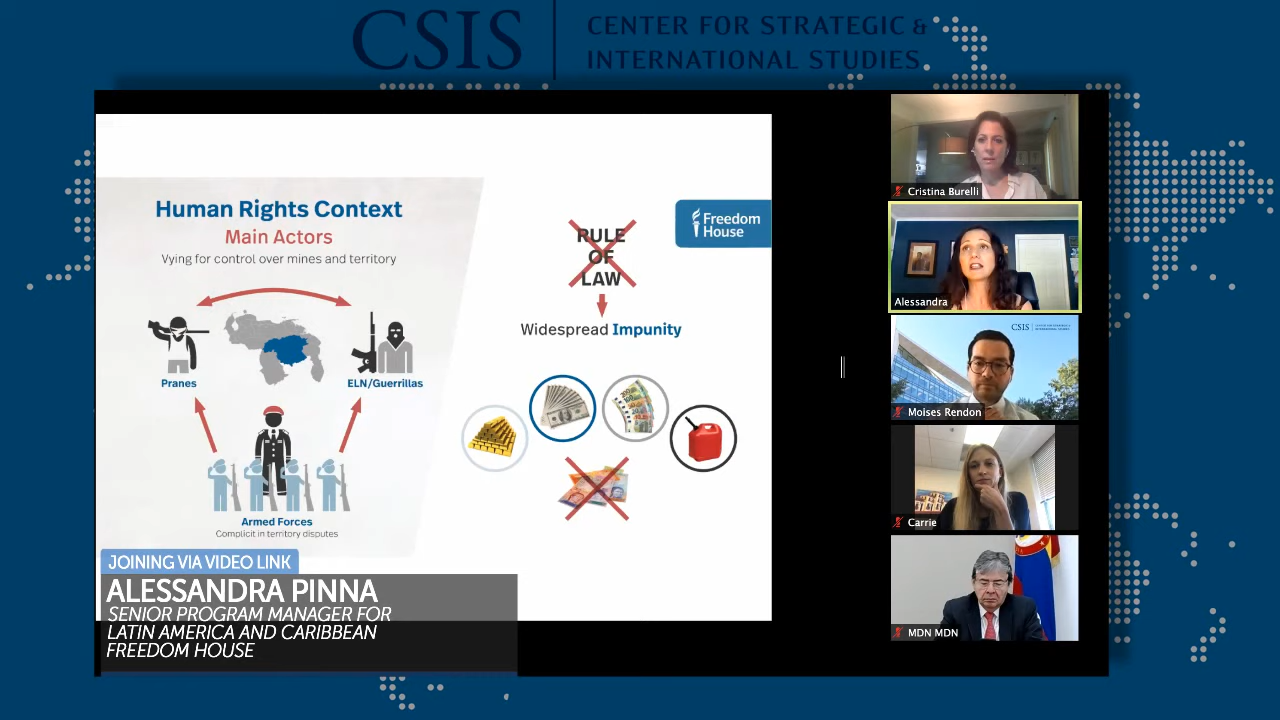 CSIS
CENTER FOR STRATEGIC &
INTERNATIONAL STUDIES
Human Rights Context
Main Actors
Vying for control over mines and territory
Pranes
ELN/Guerrillas
Armed Forces
Complicit in territory disputes
Freedom
House
RULE
OF
LAW
Widespread Impunity
JOINING VIA VIDEO LINK
ALESSANDRA PINNA
SENIOR PROGRAM MANAGER FOR
LATIN AMERICA AND CARIBBEAN
FREEDOM HOUSE
Cristina Burelli
Alessandra
CSIS
Moises Rendon
Carrie
MDN MDN